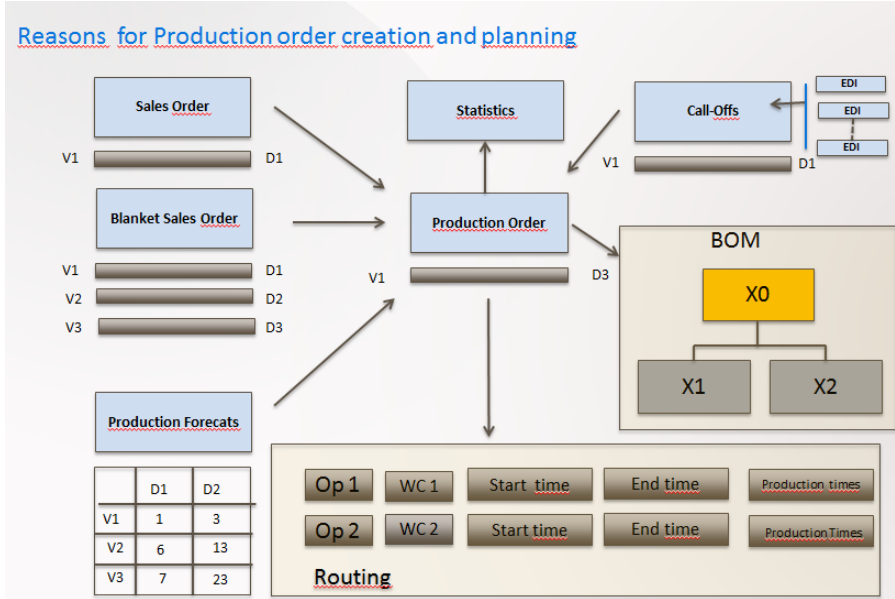 Reasons for Production order creation and planning
Sales Order
V1 D1
Statistics
Call-Offs
V1 D1
EDI
EDI
EDI
Blanket Sales Order
V1 D1
V2 D2
V3 D3
Production Order
V1 D3
BOM
X0
X1 X2
Production Forecats
D1 D2
V1 1 3
V2 6 13
V3 7 23
Op 1 WC 1 Start time End time Production times
Op 2 WC 2 Start time End time Production Times
Routing